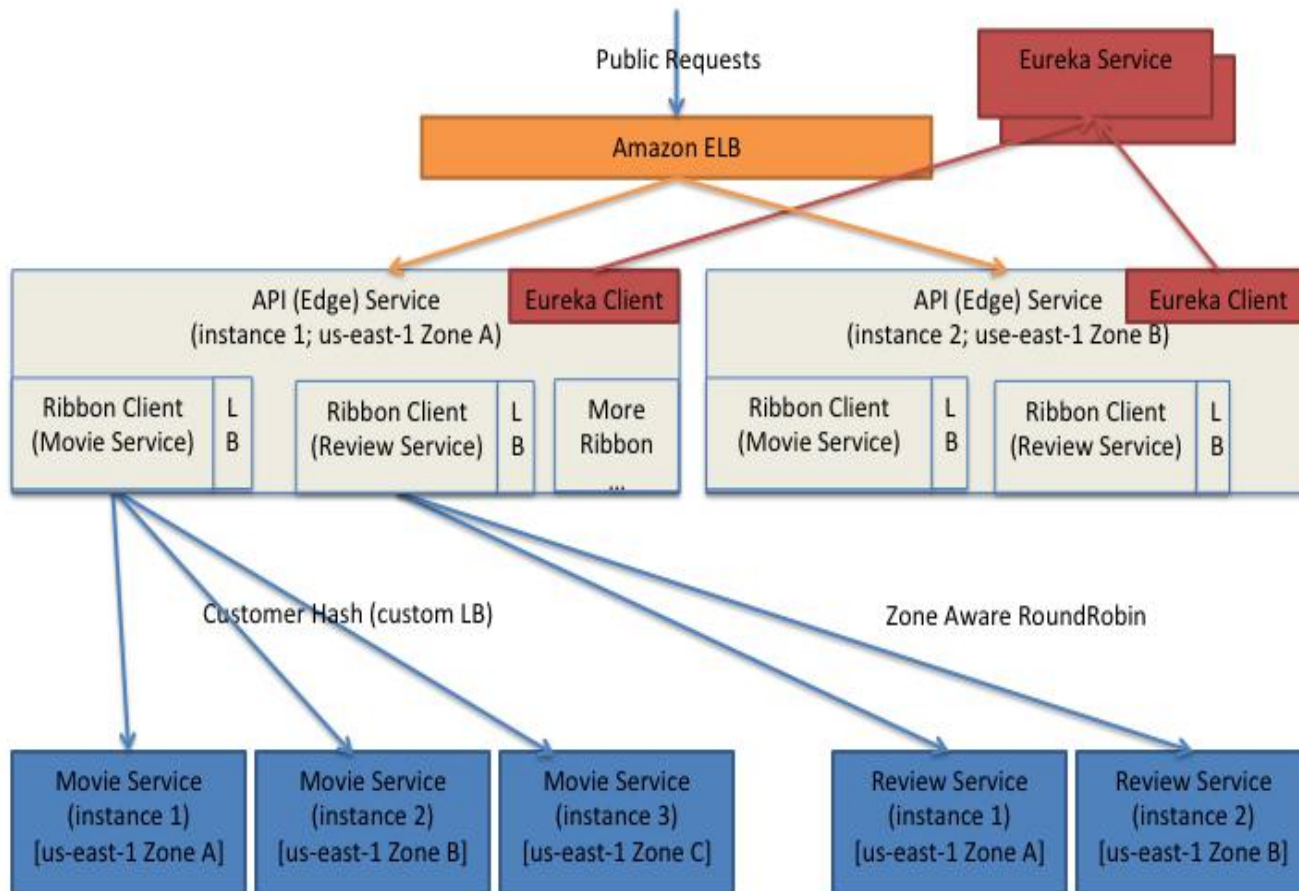 Public Requests
Eureka Service
Amazon ELB
API (Edge) Service
(instance 1; us-east-1 Zone A)
Eureka Client
API (Edge) Service
(instance 2; use-east-1 Zone B)
Eureka Client
Ribbon Client
(Movie Service)
L
B
Ribbon Client
(Review Service)
L
B
More
Ribbon
...
Ribbon Client
(Movie Service)
L
B
Ribbon Client
(Review Service)
L
B
Customer Hash (custom LB)
Zone Aware RoundRobin
Movie Service
(instance 1)
[us-east-1 Zone A]
Movie Service
(instance 2)
[us-east-1 Zone B]
Movie Service
(instance 3)
[us-east-1 Zone C]
Review Service
(instance 1)
[us-east-1 Zone A]
Review Service
(instance 2)
[us-east-1 Zone B]